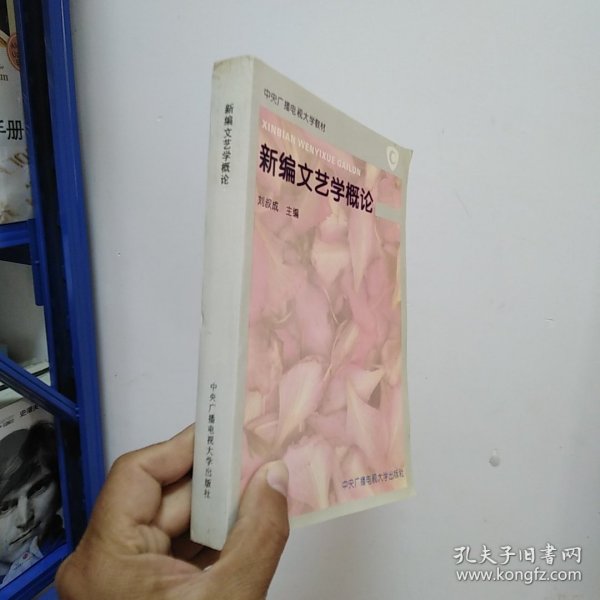 中央广播电视大学教材
XINBIAN WENYIXUE GAILUN
C
新编文艺学概论
刘叔成 主编
中央广播电视大学出版社
新编文艺学概论
中央广播电视大学出版社
手册
孔夫子旧书网
www.kongfz.com